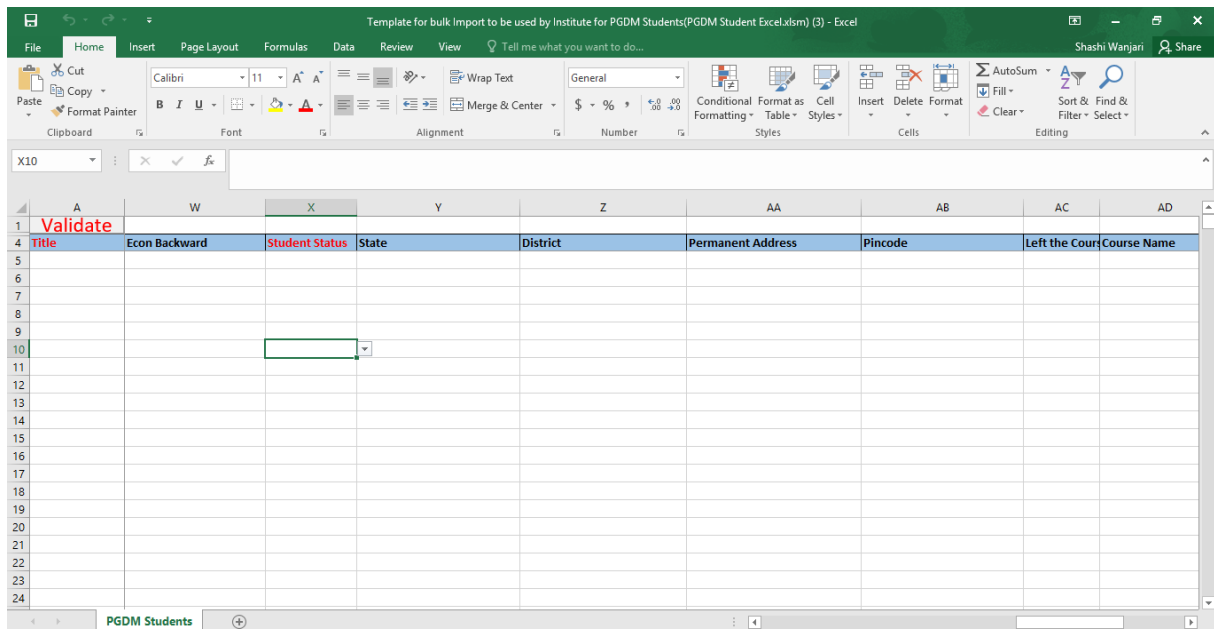 Template for bulk Import to be used by Institute for PGDM Students(PGDM Student Excel.xlsm) (3) - Excel
File Home Insert Page Layout Formulas Data Review View Tell me what you want to do... Shashi Wanjari Share
Paste
Cut
Copy
Format Painter
Clipboard
Calibri 11
B I U
Font
Wrap Text
Merge & Center
Alignment
General
$ % ,
Number
Conditional Formatting
Format as Table
Cell Styles
Styles
Insert Delete Format
Cells
AutoSum
Fill
Clear
Sort & Filter
Find & Select
Editing
X10 fx
A W X Y Z AA AB AC AD
1 Validate
4 Title Econ Backward Student Status State District Permanent Address Pincode Left the Cours Course Name
5
6
7
8
9
10
11
12
13
14
15
16
17
18
19
20
21
22
23
24
PGDM Students